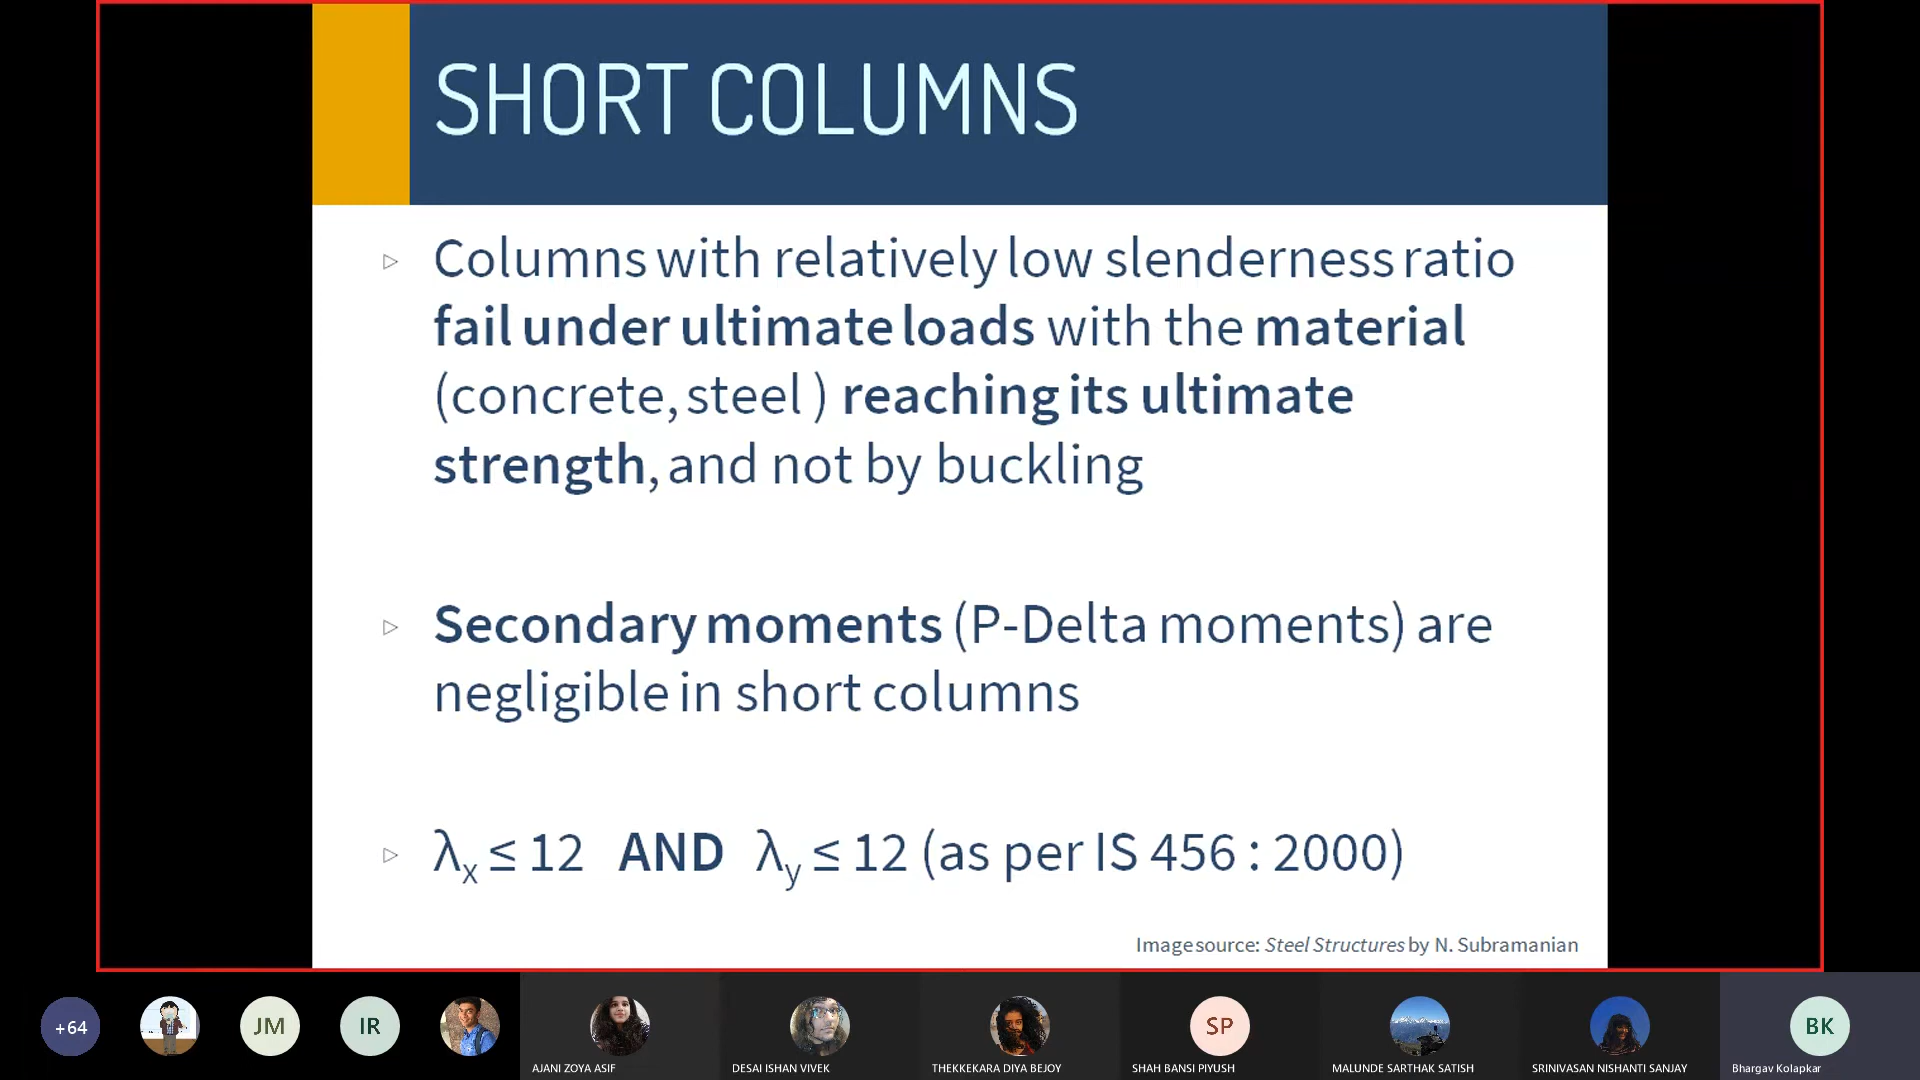 SHORT COLUMNS
▷ Columns with relatively low slenderness ratio
fail under ultimate loads with the material
(concrete, steel ) reaching its ultimate
strength, and not by buckling
▷ Secondary moments (P-Delta moments) are
negligible in short columns
▷ λx ≤ 12 AND λy ≤ 12 (as per IS 456 : 2000)
Image source: Steel Structures by N. Subramanian
+64
JM
IR
SP
BK
AJANI ZOYA ASIF
DESAI ISHAN VIVEK
THEKKEKARA DIYA BEJOY
SHAH BANSI PIYUSH
MALUNDE SARTHAK SATISH
SRINIVASAN NISHANTI SANJAY
Bhargav Kolapkar